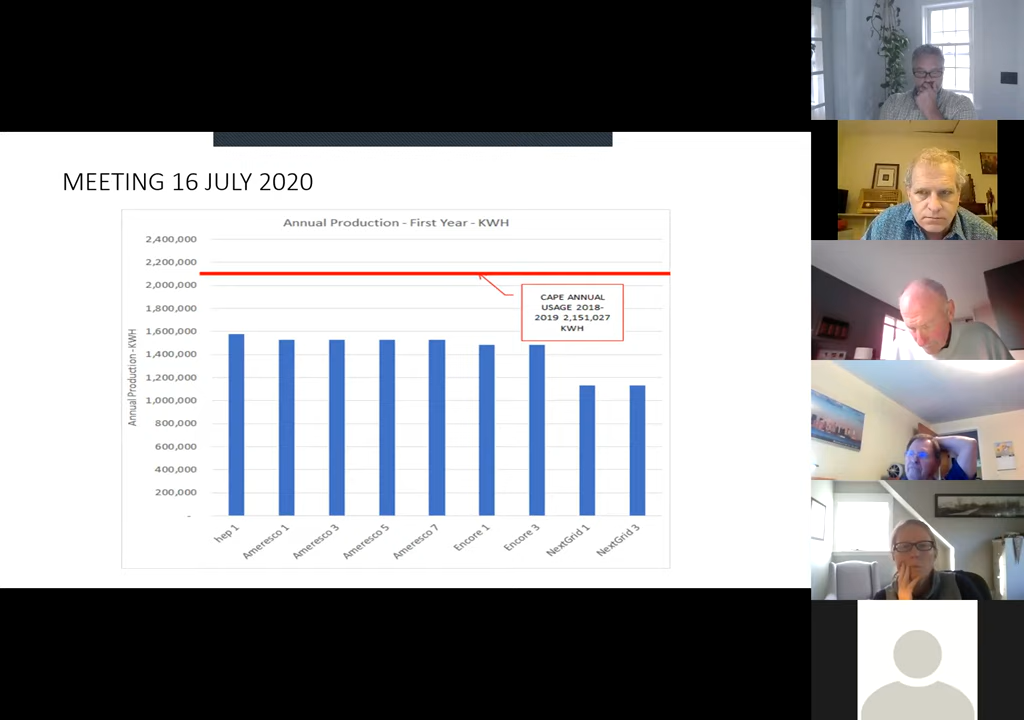 MEETING 16 JULY 2020
Annual Production - First Year - KWH
2,400,000
2,200,000
2,000,000
1,800,000
1,600,000
1,400,000
1,200,000
1,000,000
800,000
600,000
400,000
200,000
-
Annual Production - KWH
CAPE ANNUAL
USAGE 2018-
2019 2,151,027
KWH
hep 1
Ameresco 1
Ameresco 3
Ameresco 5
Ameresco 7
Encore 1
Encore 3
NextGrid 1
NextGrid 3